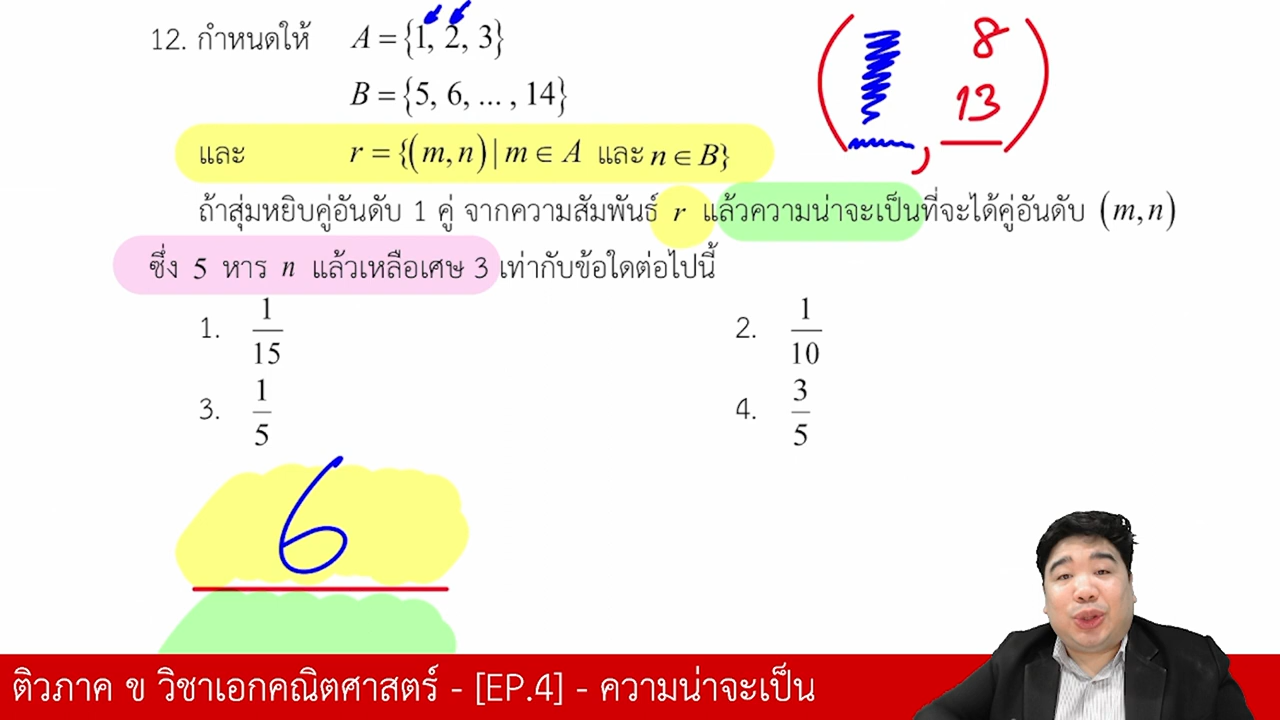 12. กำหนดให้ A = {1, 2, 3}
B = {5, 6, ... , 14}
และ r = {(m, n) | m ∈ A และ n ∈ B}
ถ้าสุ่มหยิบคู่อันดับ 1 คู่ จากความสัมพันธ์ r แล้วความน่าจะเป็นที่จะได้คู่อันดับ (m, n)
ซึ่ง 5 หาร n แล้วเหลือเศษ 3 เท่ากับข้อใดต่อไปนี้
1. 1/15 2. 1/10
3. 1/5 4. 3/5
( , 8
13 )
6
ติวภาค ข วิชาเอกคณิตศาสตร์ - [EP.4] - ความน่าจะเป็น